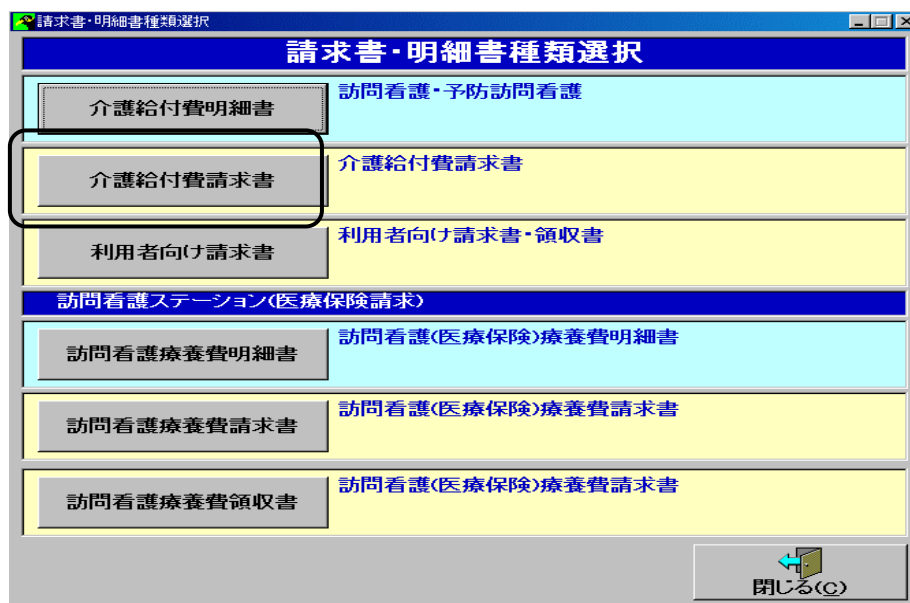 請求書・明細書種類選択
請求書・明細書種類選択
介護給付費明細書
訪問看護・予防訪問看護
介護給付費請求書
介護給付費請求書
利用者向け請求書
利用者向け請求書・領収書
訪問看護ステーション(医療保険請求)
訪問看護療養費明細書
訪問看護(医療保険)療養費明細書
訪問看護療養費請求書
訪問看護(医療保険)療養費請求書
訪問看護療養費領収書
訪問看護(医療保険)療養費請求書
閉じる(C)